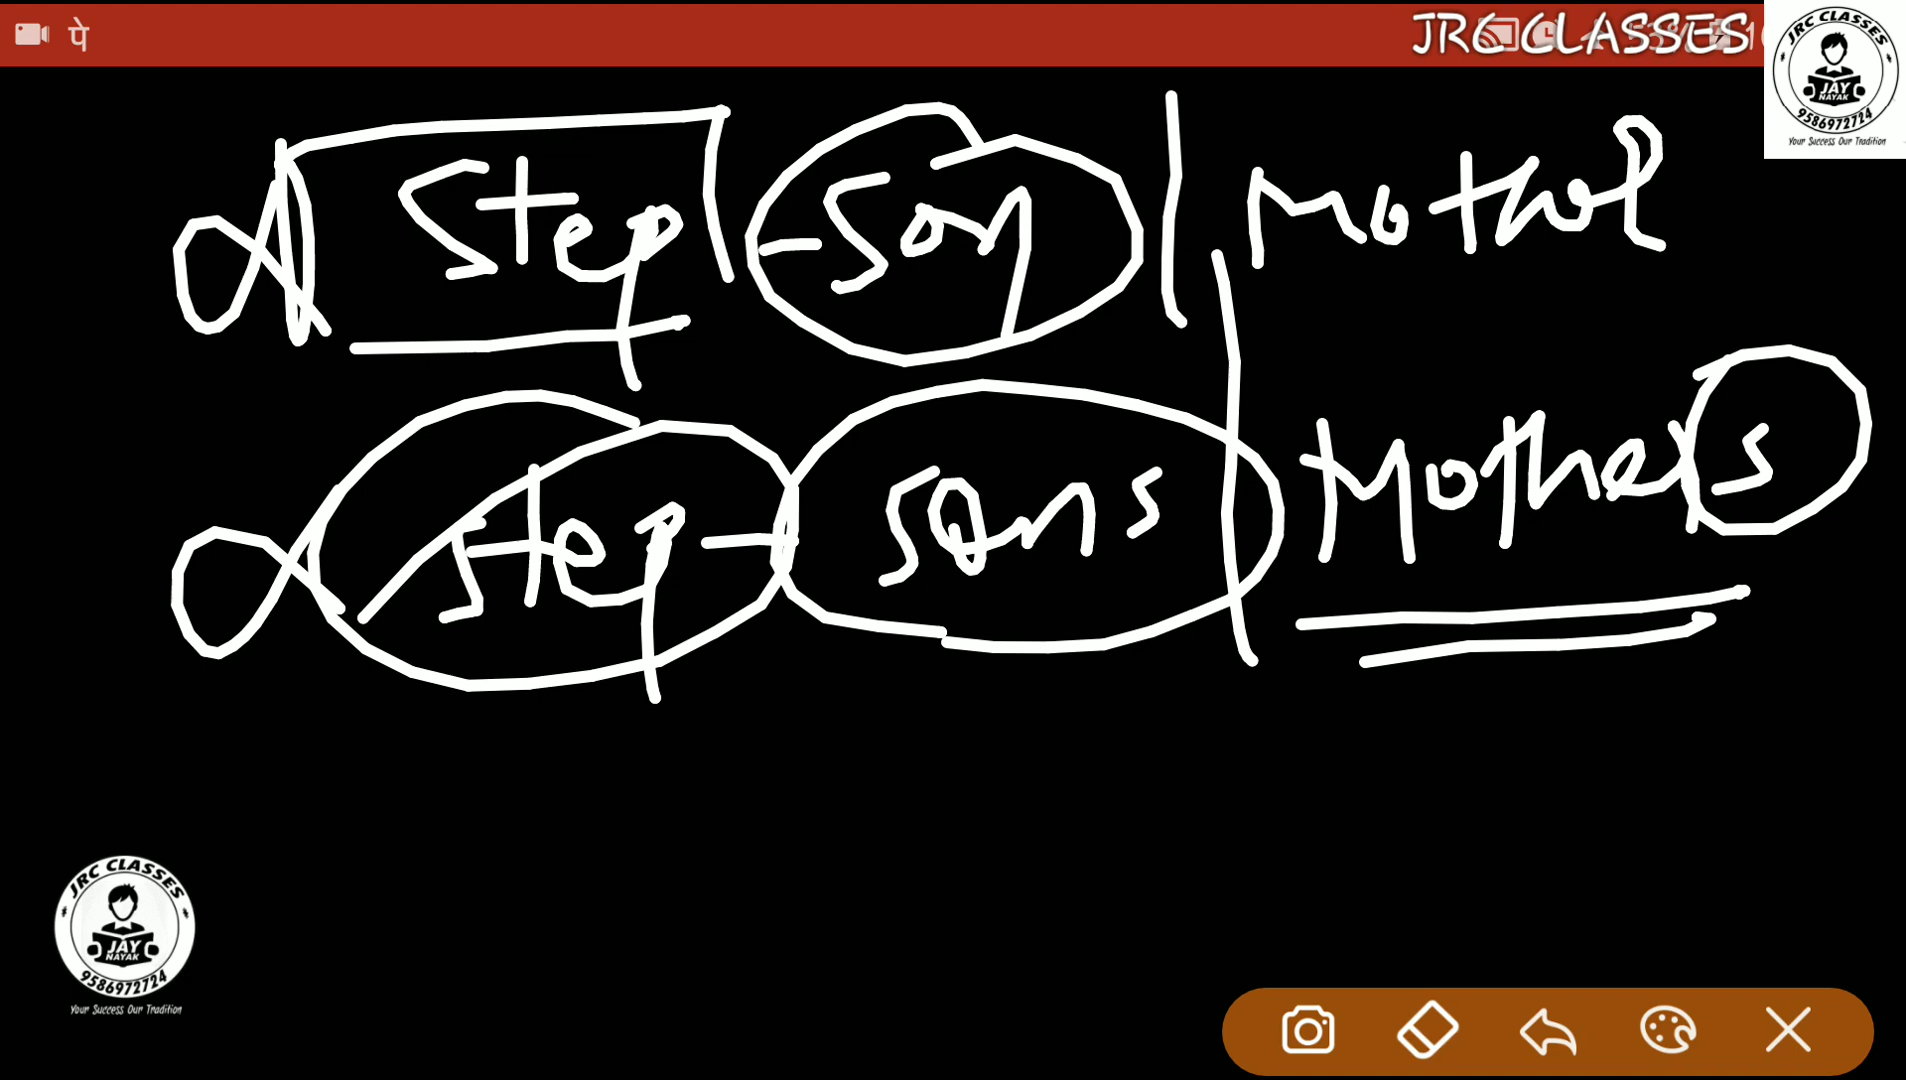 पे JRC CLASSES
JRC CLASSES
JAY
NAYAK
9586972724
Your Success Our Tradition
Step -son Mother
step - sons Mothers
JRC CLASSES
JAY
NAYAK
9586972724
Your Success Our Tradition